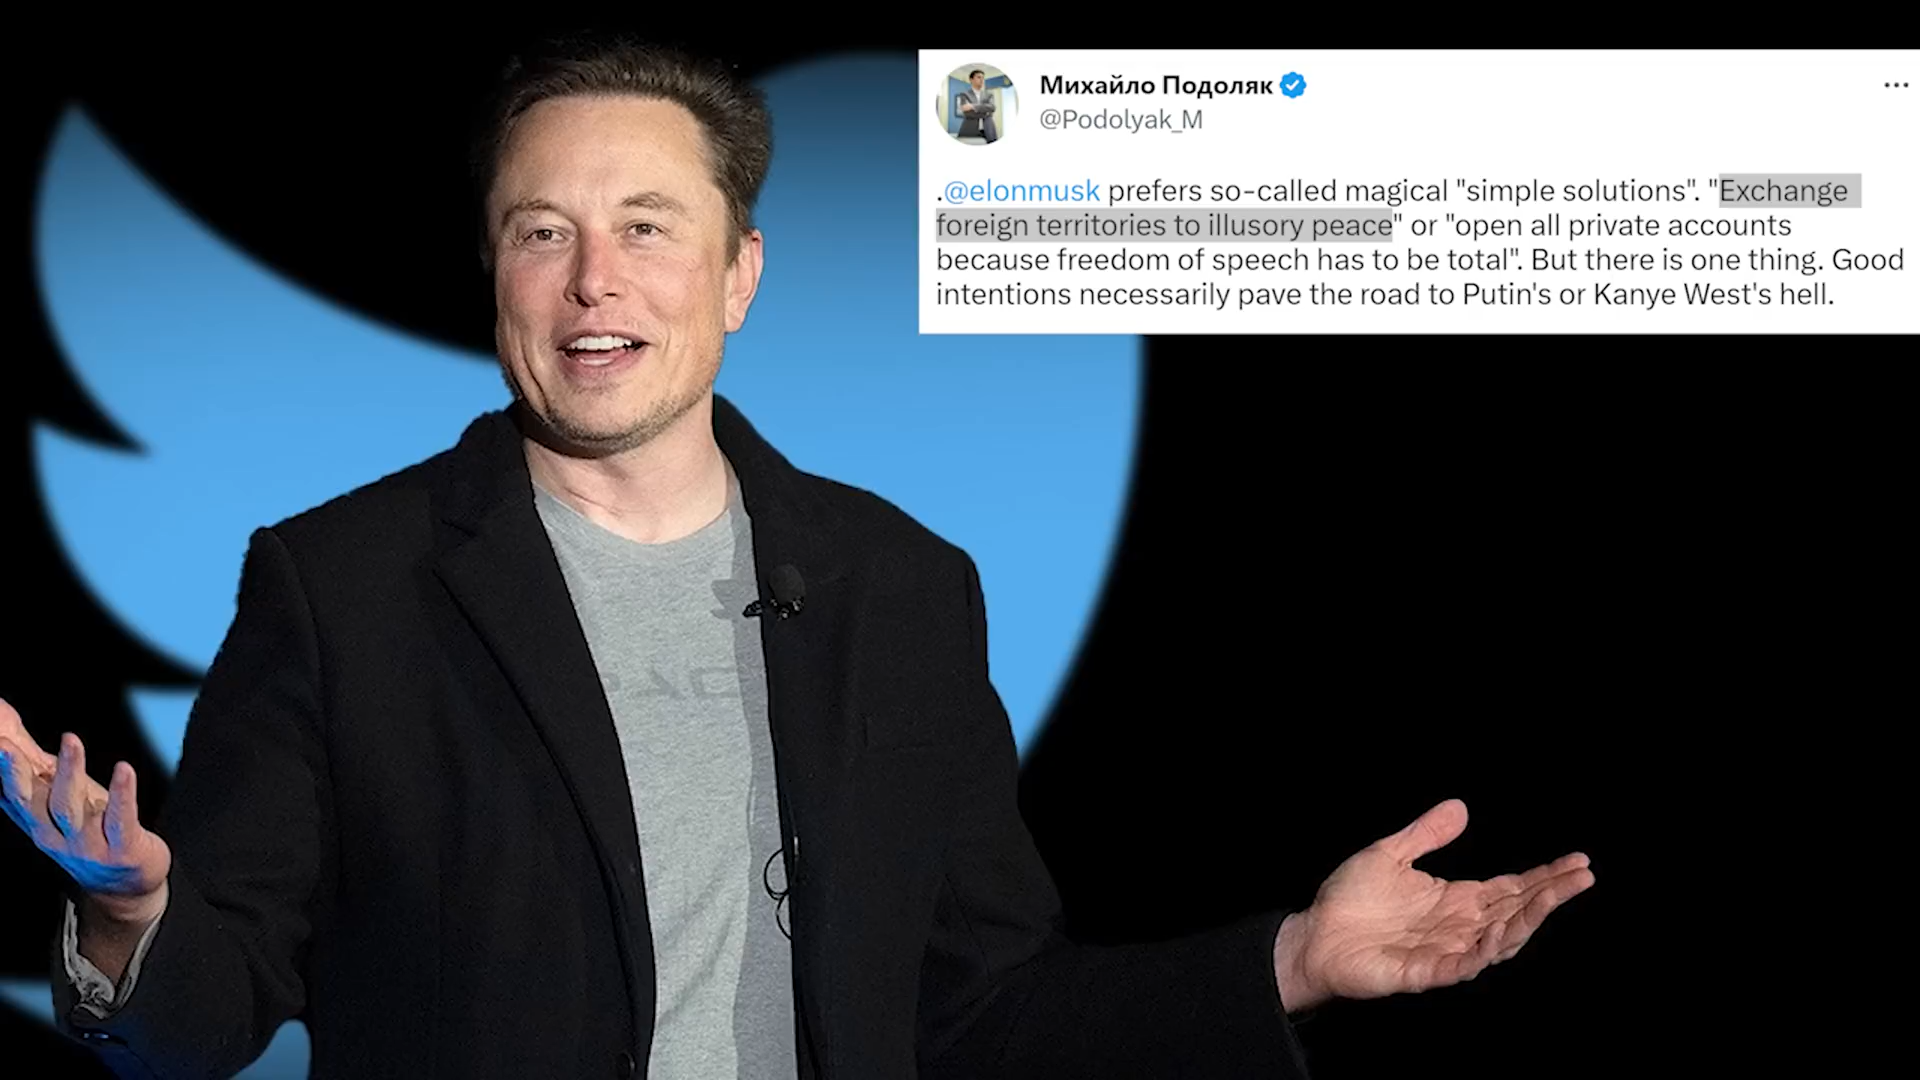 Михайло Подоляк
@Podolyak_M
.@elonmusk prefers so-called magical "simple solutions". "Exchange
foreign territories to illusory peace" or "open all private accounts
because freedom of speech has to be total". But there is one thing. Good
intentions necessarily pave the road to Putin's or Kanye West's hell.